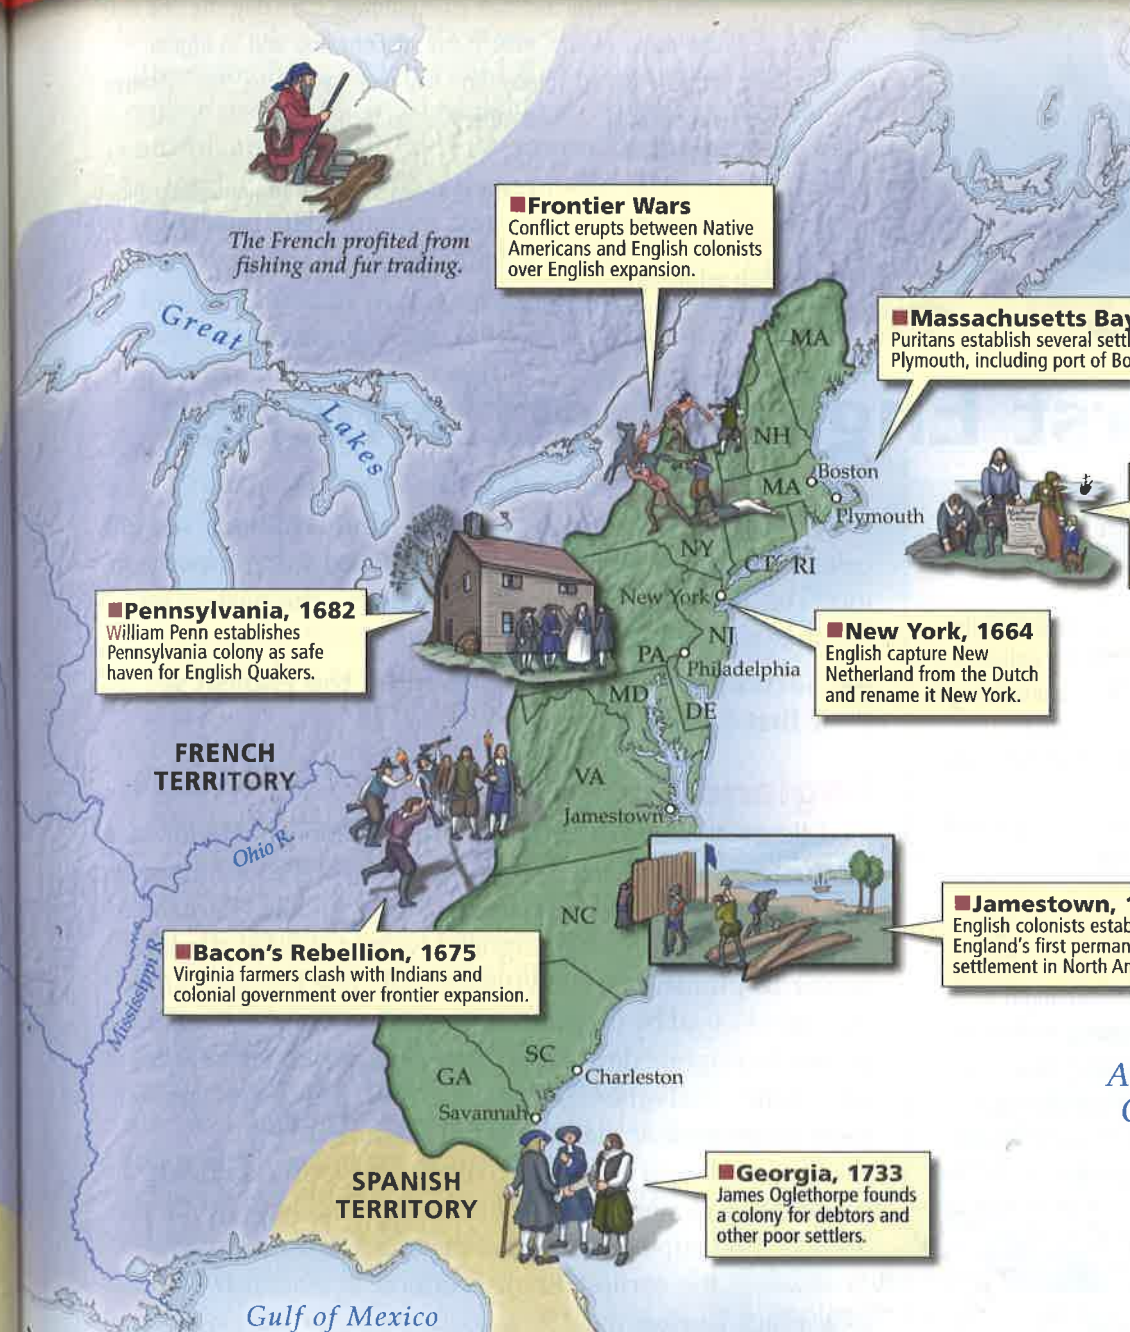 The French profited from
fishing and fur trading.
Frontier Wars
Conflict erupts between Native
Americans and English colonists
over English expansion.
Great
Lakes
Massachusetts Bay
Puritans establish several settl
Plymouth, including port of Bo
MA
NH
MA
Boston
Plymouth
NY
CT
RI
New York
NJ
PA
Philadelphia
MD
DE
Pennsylvania, 1682
William Penn establishes
Pennsylvania colony as safe
haven for English Quakers.
New York, 1664
English capture New
Netherland from the Dutch
and rename it New York.
FRENCH
TERRITORY
Ohio R.
VA
Jamestown
NC
Jamestown, 1
English colonists estab
England's first perman
settlement in North Am
Bacon's Rebellion, 1675
Virginia farmers clash with Indians and
colonial government over frontier expansion.
Mississippi R.
SC
GA
Charleston
Savannah
A
SPANISH
TERRITORY
Georgia, 1733
James Oglethorpe founds
a colony for debtors and
other poor settlers.
Gulf of Mexico